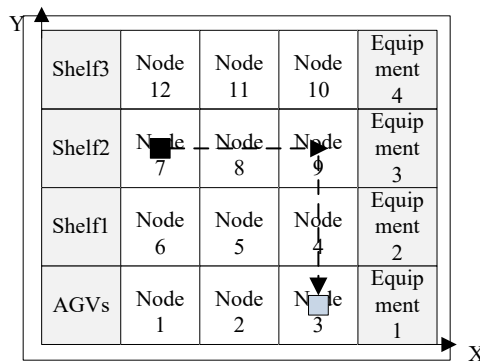 Y
Shelf3
Node
12
Node
11
Node
10
Equip
ment
4
Shelf2
Node
7
Node
8
Node
9
Equip
ment
3
Shelf1
Node
6
Node
5
Node
4
Equip
ment
2
AGVs
Node
1
Node
2
Node
3
Equip
ment
1
X